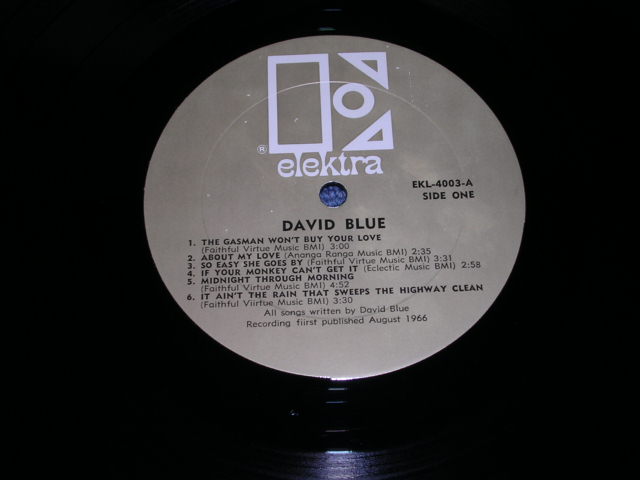 ®
elektra
EKL-4003-A
SIDE ONE
DAVID BLUE
1. THE GASMAN WON'T BUY YOUR LOVE
(Faithful Virtue Music BMI) 3:00
2. ABOUT MY LOVE (Ananga Ranga Music BMI) 2:35
3. SO EASY SHE GOES BY (Faithful Virtue Music BMI) 3:31
4. IF YOUR MONKEY CAN'T GET IT (Eclectic Music BMI) 2:58
5. MIDNIGHT THROUGH MORNING
(Faithful Virtue Music BMI) 4:52
6. IT AIN'T THE RAIN THAT SWEEPS THE HIGHWAY CLEAN
(Faithful Viirtue Music BMI) 3:30
All songs written by David Blue
Recording fiirst published August 1966